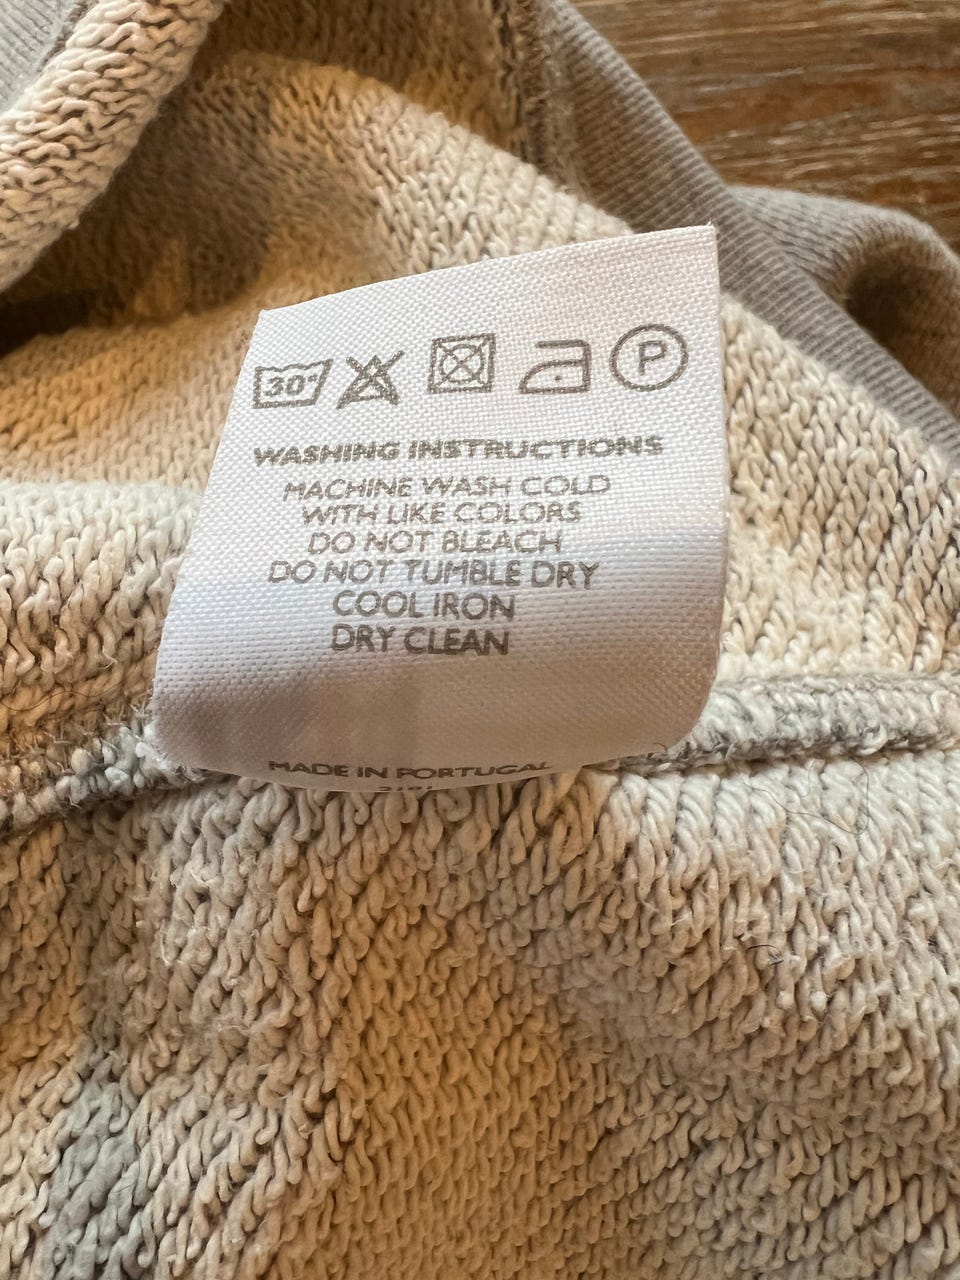 30°
P
WASHING INSTRUCTIONS
MACHINE WASH COLD
WITH LIKE COLORS
DO NOT BLEACH
DO NOT TUMBLE DRY
COOL IRON
DRY CLEAN
MADE IN PORTUGAL